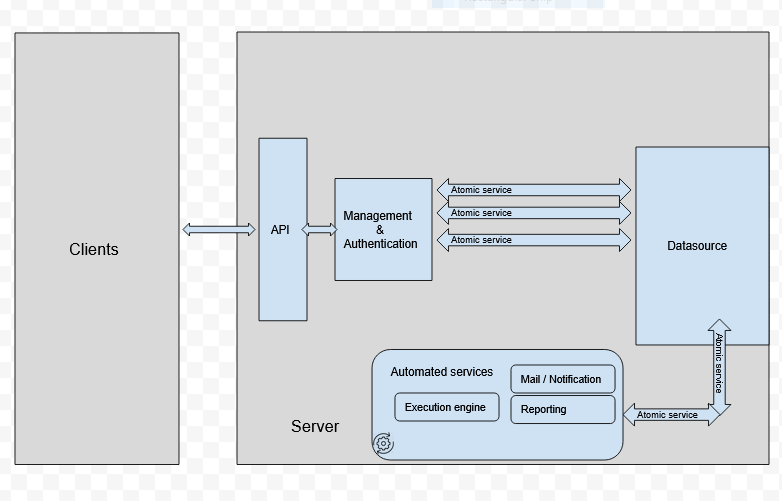 Clients
API
Management
&
Authentication
Atomic service
Atomic service
Atomic service
Datasource
Atomic service
Automated services
Mail / Notification
Execution engine
Reporting
Atomic service
Server